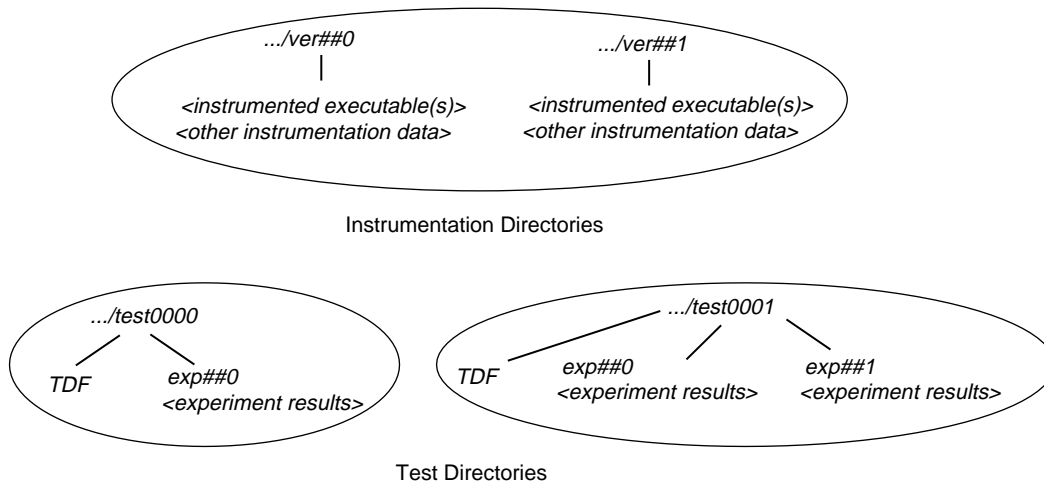 .../ver##0
.../ver##1
<instrumented executable(s)>
<other instrumentation data>
<instrumented executable(s)>
<other instrumentation data>
Instrumentation Directories
.../test0000
TDF
exp##0
<experiment results>
.../test0001
TDF
exp##0
<experiment results>
exp##1
<experiment results>
Test Directories